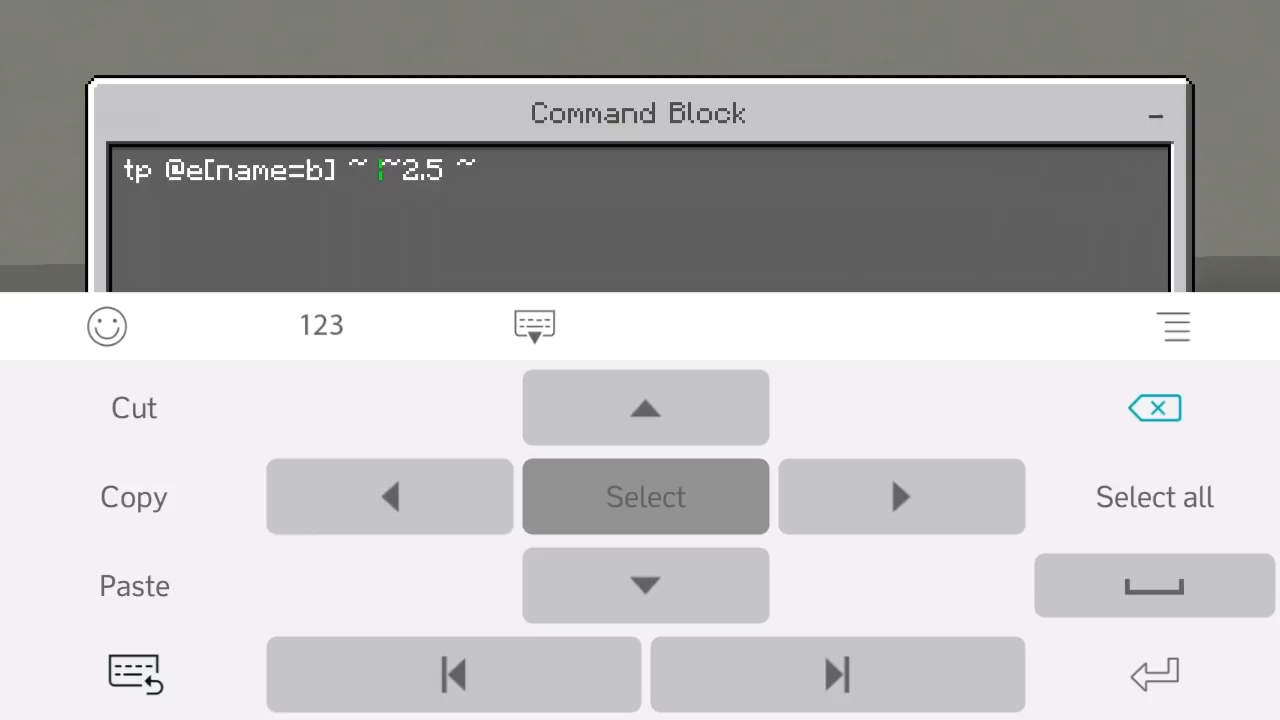 Command Block
tp @e[name=b] ~ ~2.5 ~
123
Cut
Copy
Select
Select all
Paste